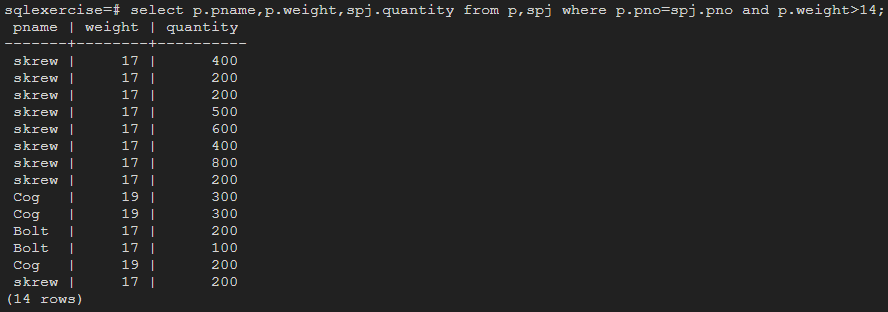 sqlexercise=# select p.pname,p.weight,spj.quantity from p,spj where p.pno=spj.pno and p.weight>14;
 pname | weight | quantity
-------+--------+----------
 skrew |     17 |      400
 skrew |     17 |      200
 skrew |     17 |      200
 skrew |     17 |      500
 skrew |     17 |      600
 skrew |     17 |      400
 skrew |     17 |      800
 skrew |     17 |      200
 Cog   |     19 |      300
 Cog   |     19 |      300
 Bolt  |     17 |      200
 Bolt  |     17 |      100
 Cog   |     19 |      200
 skrew |     17 |      200
(14 rows)